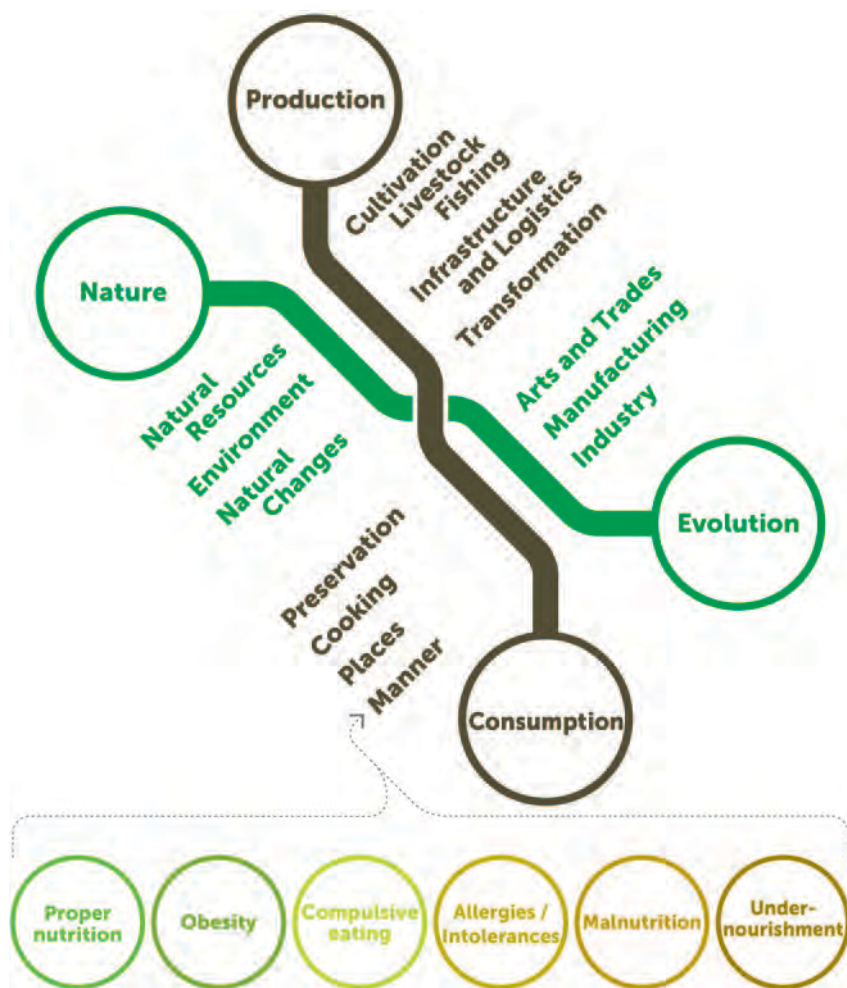 Production
Cultivation
Livestock
Fishing
Infrastructure
and Logistics
Transformation
Nature
Natural
Resources
Environment
Natural
Changes
Arts and Trades
Manufacturing
Industry
Evolution
Preservation
Cooking
Places
Manner
Consumption
Proper
nutrition
Obesity
Compulsive
eating
Allergies /
Intolerances
Malnutrition
Under-
nourishment